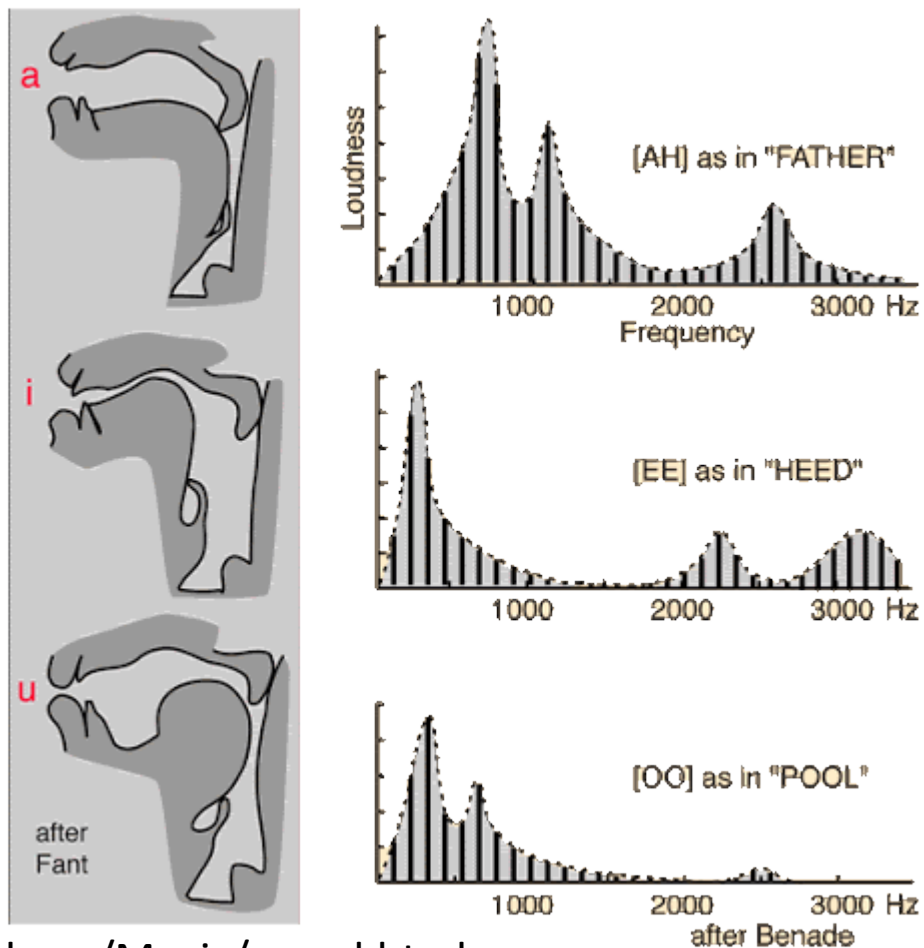 a
Loudness
[AH] as in "FATHER"
1000 2000 3000 Hz
Frequency
i
[EE] as in "HEED"
1000 2000 3000 Hz
u
[OO] as in "POOL"
after
Fant
1000 2000 3000 Hz
after Benade